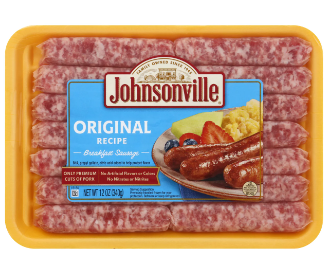 FAMILY OWNED SINCE 1945
Johnsonville®
ORIGINAL
RECIPE
Breakfast Sausage
ONLY PREMIUM
CUTS OF PORK
No Artificial Flavors or Colors
No Nitrates or Nitrites
NET WT 12 OZ (340g)